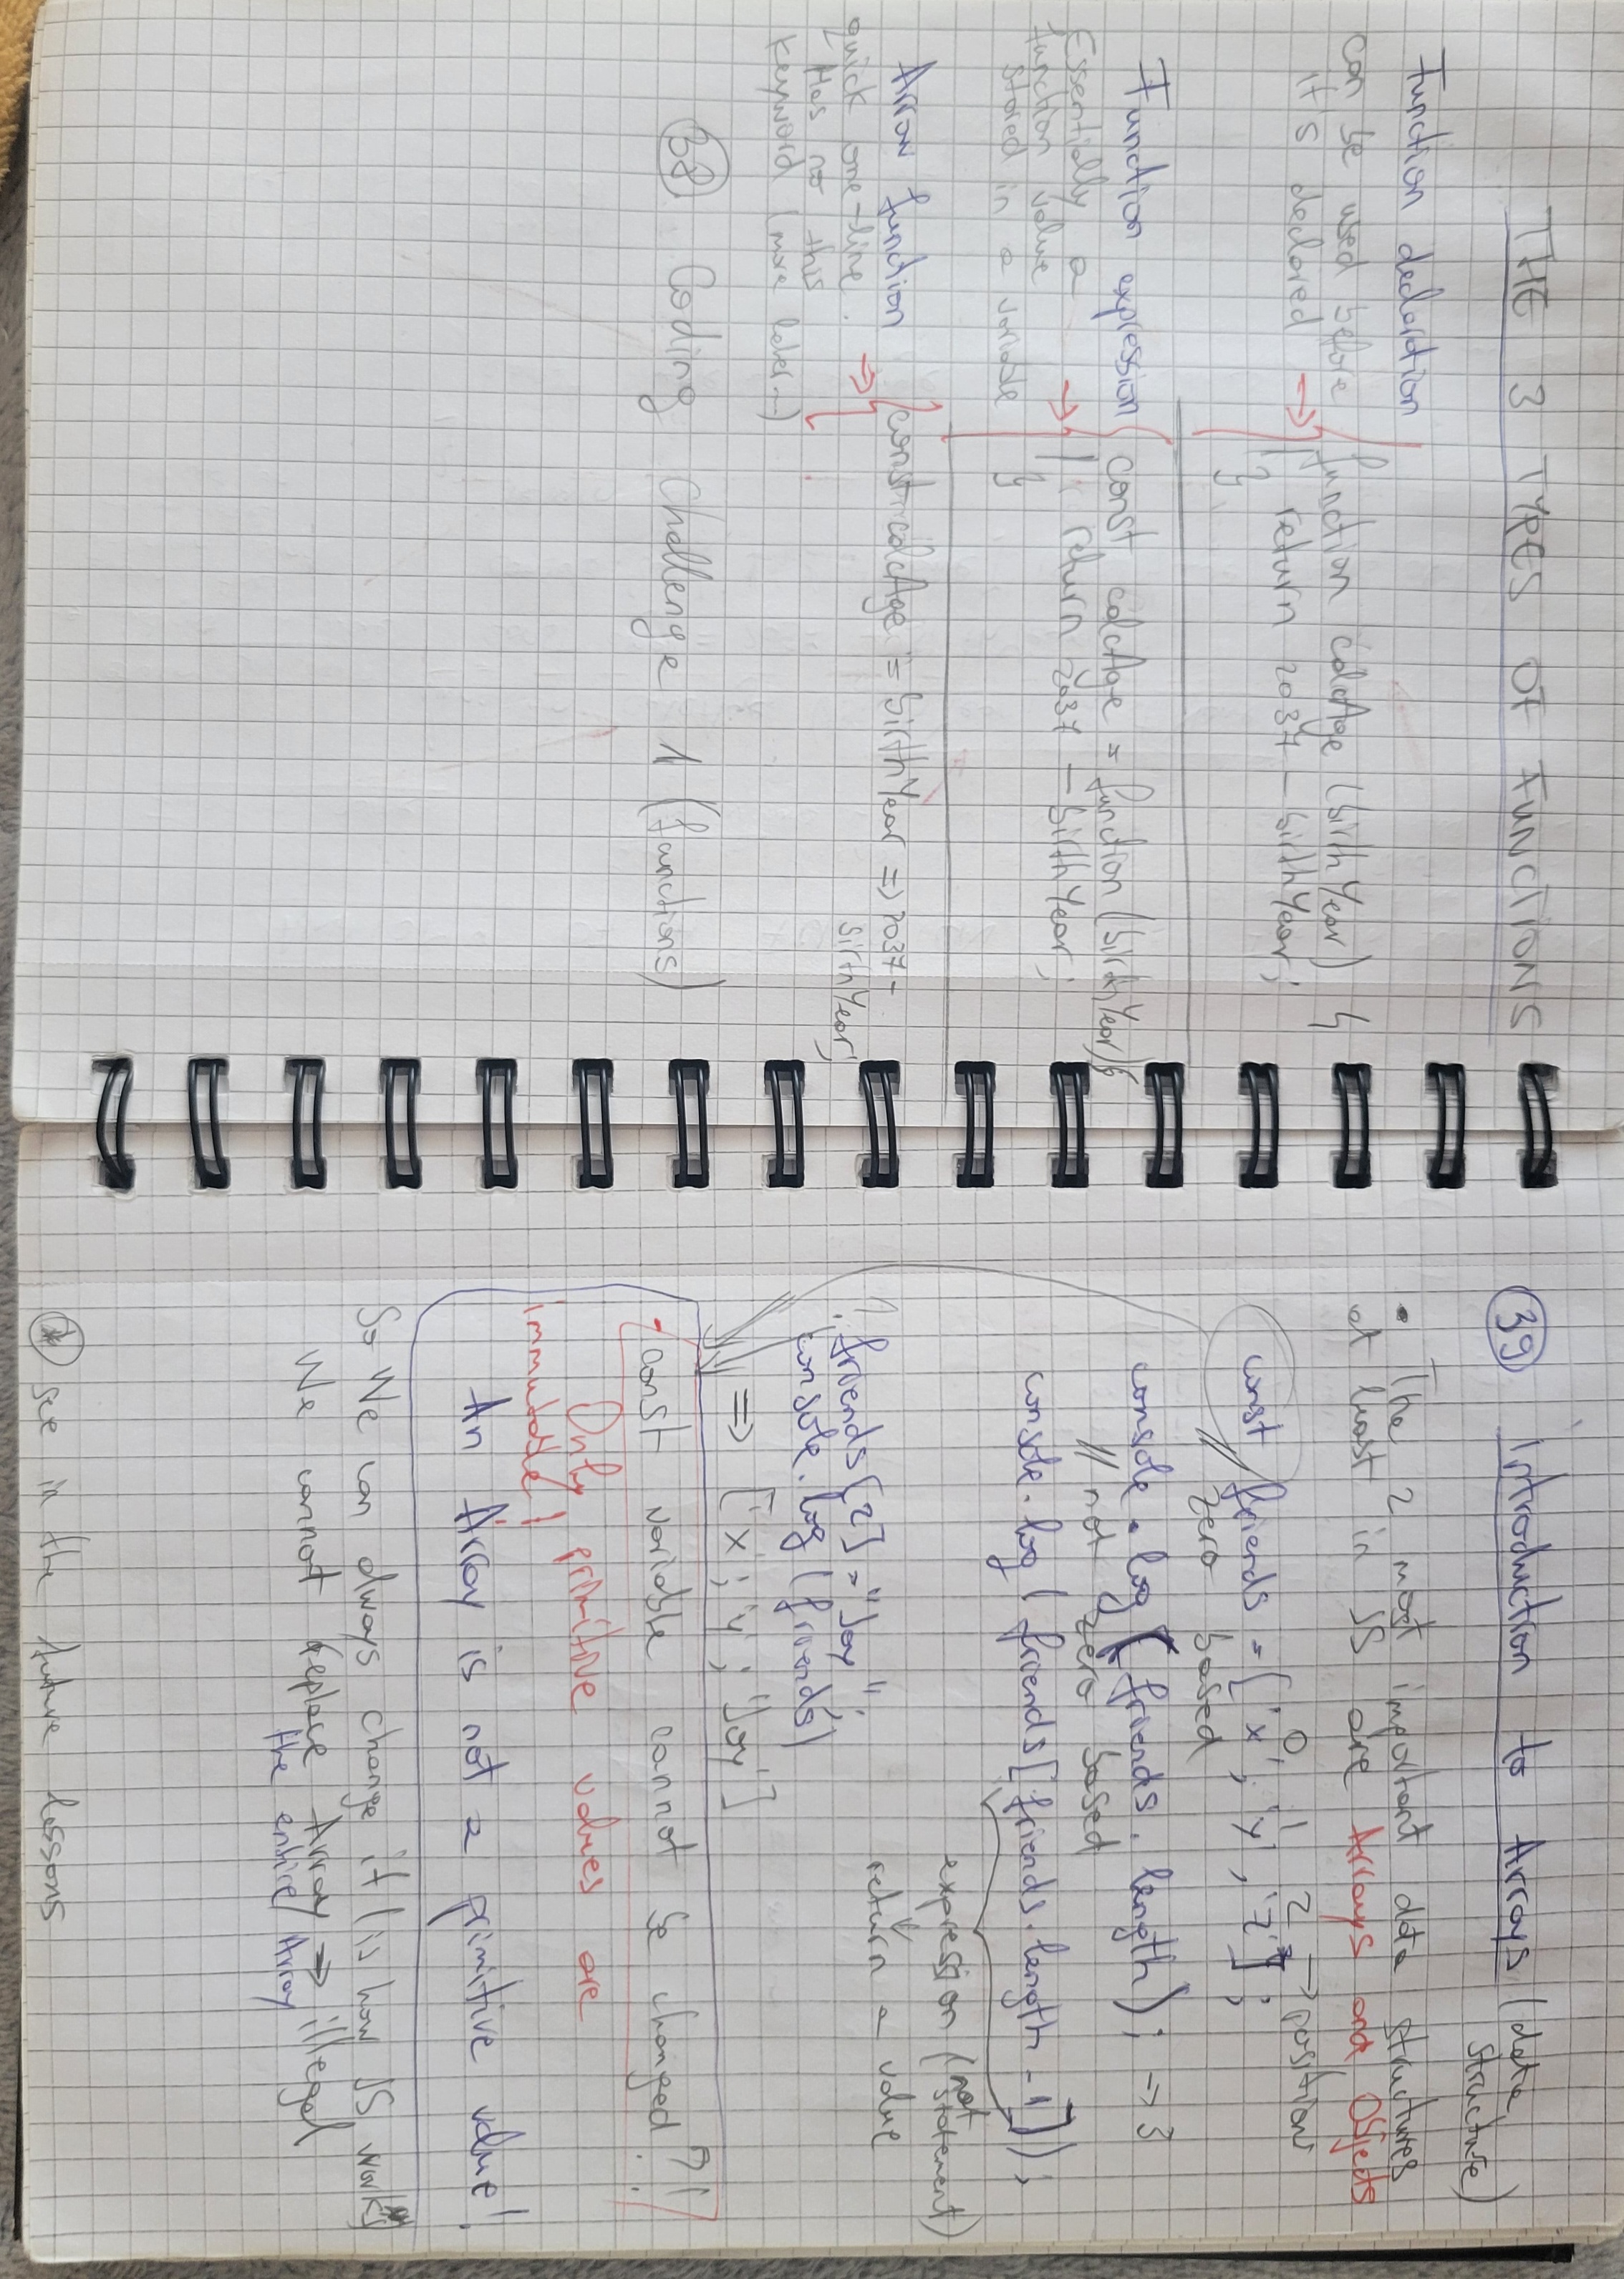 THE 3 TYPES OF FUNCTIONS
Function declaration
Can be used before
it's declared →
function calcAge (birthYear) {
return 2037 - birthYear;
}
Function expression
Essentially a
function value
stored in a variable
→
const calcAge = function (birthYear) {
return 2037 - birthYear;
}
Arrow function
quick one-line.
Has no this
keyword (more later...)
→
const calcAge = birthYear => 2037 -
birthYear;
38 Coding Challenge 1 (functions)
39 Introduction to Arrays (data
structure)
• The 2 most important data structures
at least in JS are Arrays and Objects
0 1 2 → position
const friends = ['x', 'y', 'z'];
// zero based
console.log (friends.length); → 3
// not zero based
console.log (friends[friends.length -1]);
expression (not statement)
return a value
1. friends[2] = "Jay";
console.log (friends)
=> ['x', 'y', "Jay"]
const variable cannot be changed?!
Only primitive values are
immutable!
An Array is not a primitive value!
So We can always change it (is how JS works
We cannot replace Array => illegal
the entire Array
* see in the future lessons